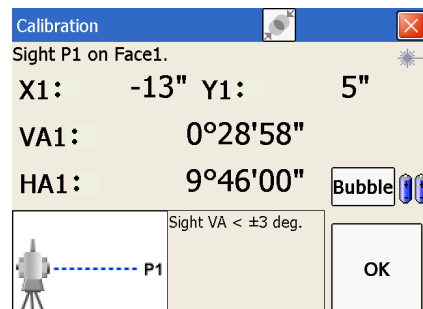 Calibration
Sight P1 on Face1.
X1: -13" Y1: 5"
VA1: 0°28'58"
HA1: 9°46'00"
Bubble
Sight VA < ±3 deg.
P1
OK